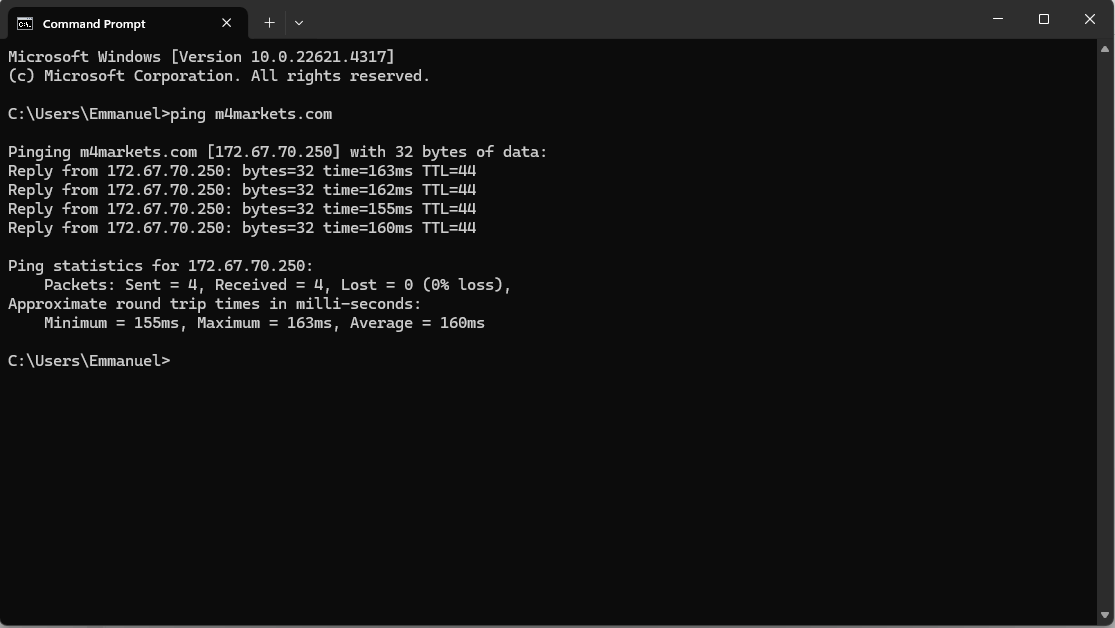 Command Prompt
Microsoft Windows [Version 10.0.22621.4317]
(c) Microsoft Corporation. All rights reserved.
C:\Users\Emmanuel>ping m4markets.com
Pinging m4markets.com [172.67.70.250] with 32 bytes of data:
Reply from 172.67.70.250: bytes=32 time=163ms TTL=44
Reply from 172.67.70.250: bytes=32 time=162ms TTL=44
Reply from 172.67.70.250: bytes=32 time=155ms TTL=44
Reply from 172.67.70.250: bytes=32 time=160ms TTL=44
Ping statistics for 172.67.70.250:
    Packets: Sent = 4, Received = 4, Lost = 0 (0% loss),
Approximate round trip times in milli-seconds:
    Minimum = 155ms, Maximum = 163ms, Average = 160ms
C:\Users\Emmanuel>